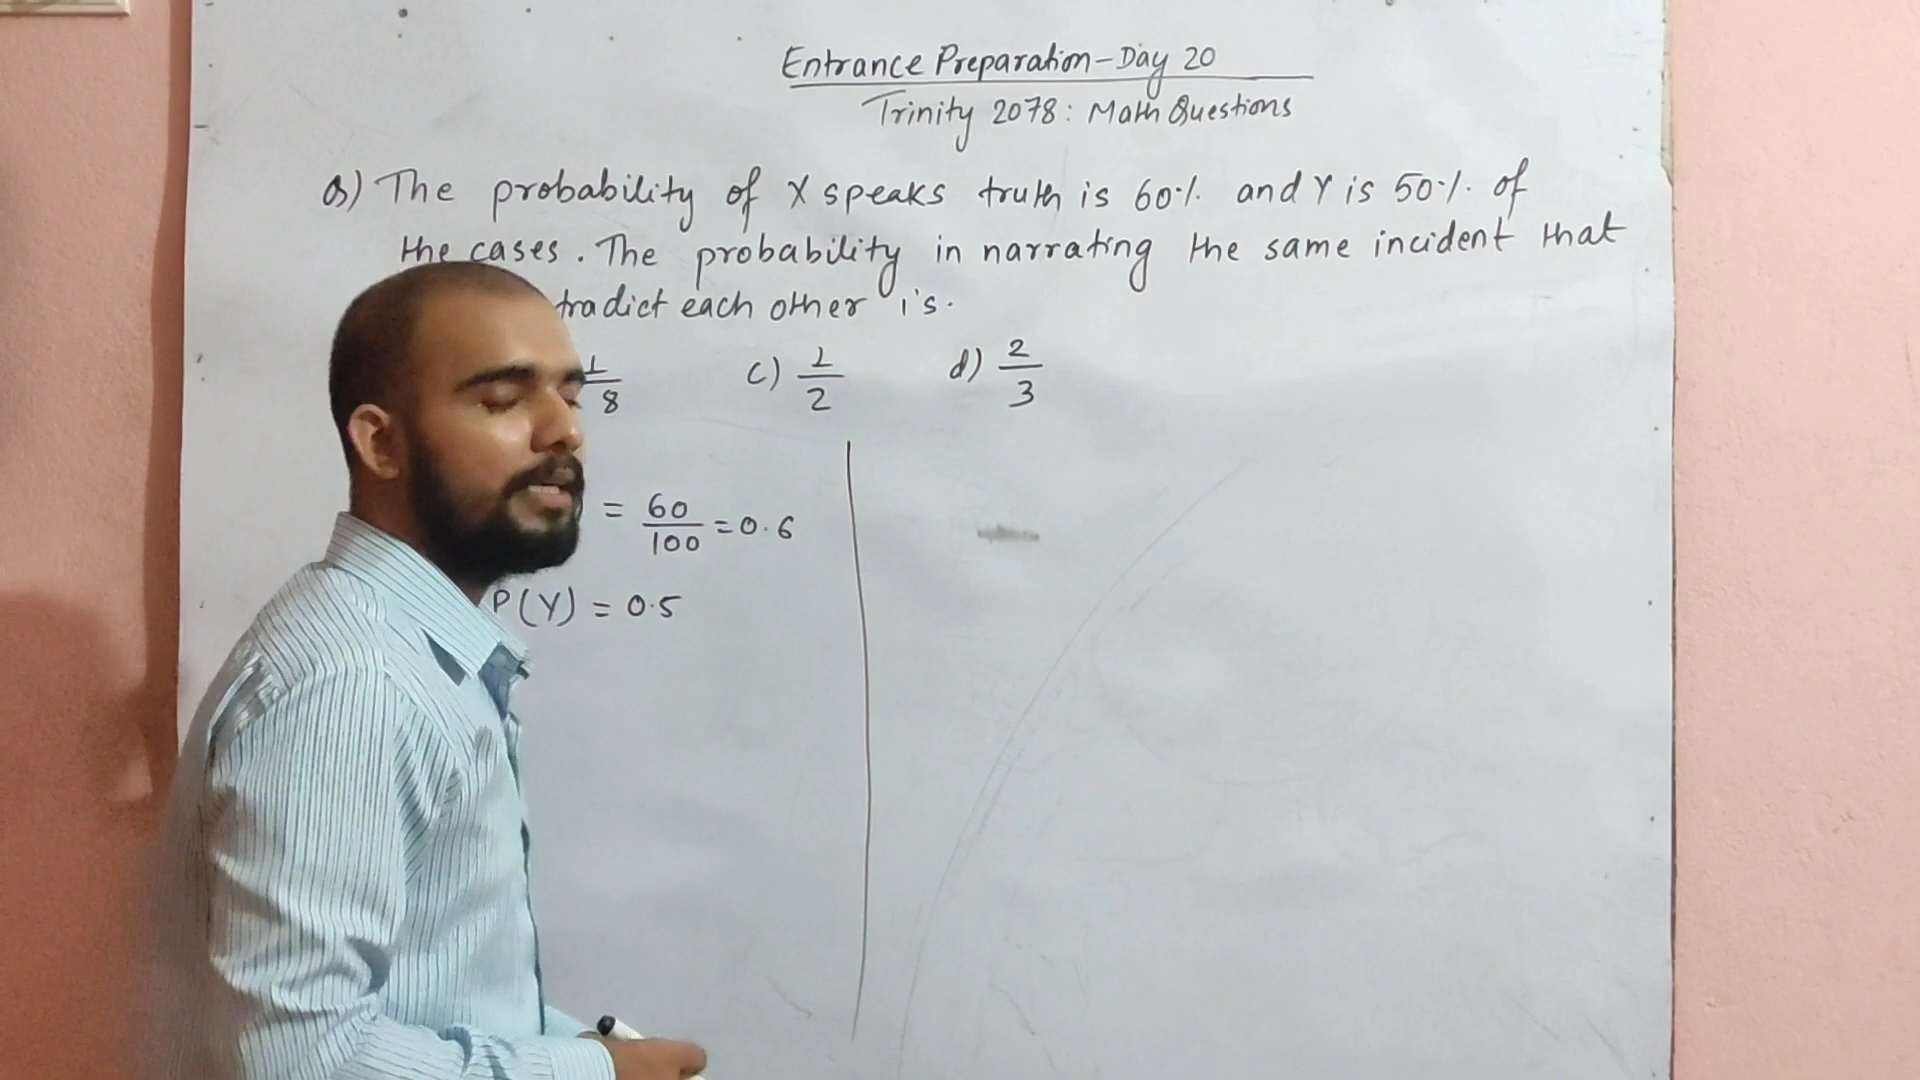 Entrance Preparation - Day 20
Trinity 2078: Math Questions
Q) The probability of X speaks truth is 60% and Y is 50% of
the cases. The probability in narrating the same incident that
tradict each other is.
1/8 c) 1/2 d) 2/3
= 60/100 = 0.6
P(Y) = 0.5